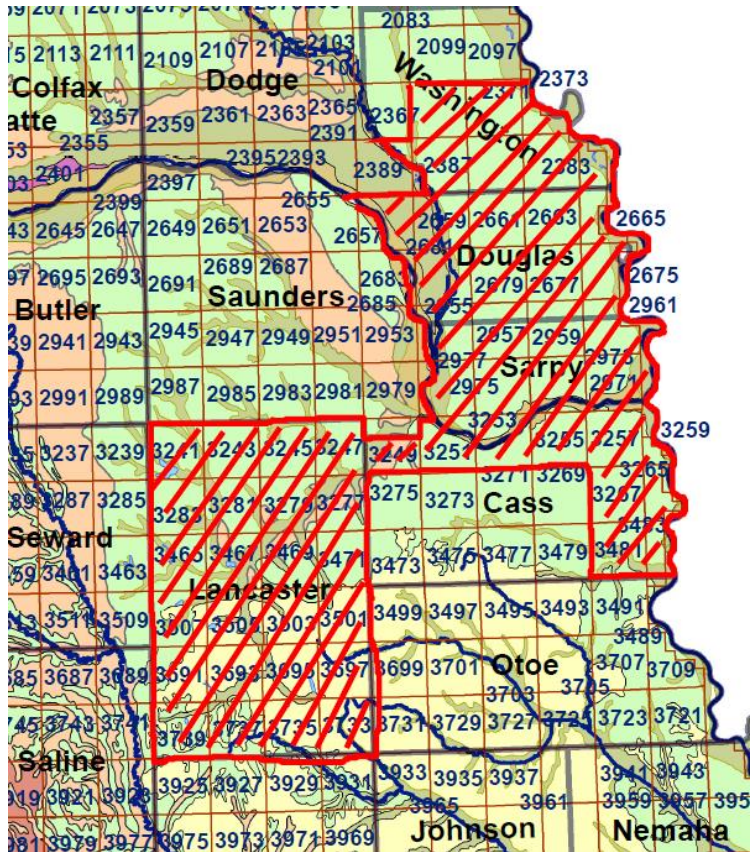 2071 2073 2075 2083
2113 2111 2109 2107 2103 2099 2097
Dodge 2101 Washington 2373
Colfax 2371
2357 2359 2361 2363 2365 2367
atte 2391
2355 2395 2393 2389 2387 2383
2401 2397
2399 2655
2645 2647 2649 2651 2653 2657 2659 2661 2663 2665
2695 2693 2691 2689 2687 2683 Douglas 2675
2679 2677
Butler Saunders 2685 2955 2961
2941 2943 2945 2947 2949 2951 2953 2957 2959
2977 Sarpy 2973
2991 2989 2987 2985 2983 2981 2979 2975 2971
3253 3259
3237 3239 3241 3243 3245 3247 3249 3251 3255 3257
3271 3269 3265
3287 3285 3283 3281 3279 3277 3275 3273 Cass 3267
Seward 3483
3461 3463 3465 3467 3469 3471 3473 3475 3477 3479 3481
Lancaster
3511 3509 3507 3505 3503 3501 3499 3497 3495 3493 3491
3489
3687 3689 3691 3693 3695 3697 3699 3701 Otoe 3707 3709
3703 3705
3743 3741 3739 3737 3735 3733 3731 3729 3727 3725 3723 3721
Saline
3925 3927 3929 3931 3933 3935 3937 3941 3943
3921 3923 3965 3961 3959 3957
3979 3977 3975 3973 3971 3969 Johnson Nemaha